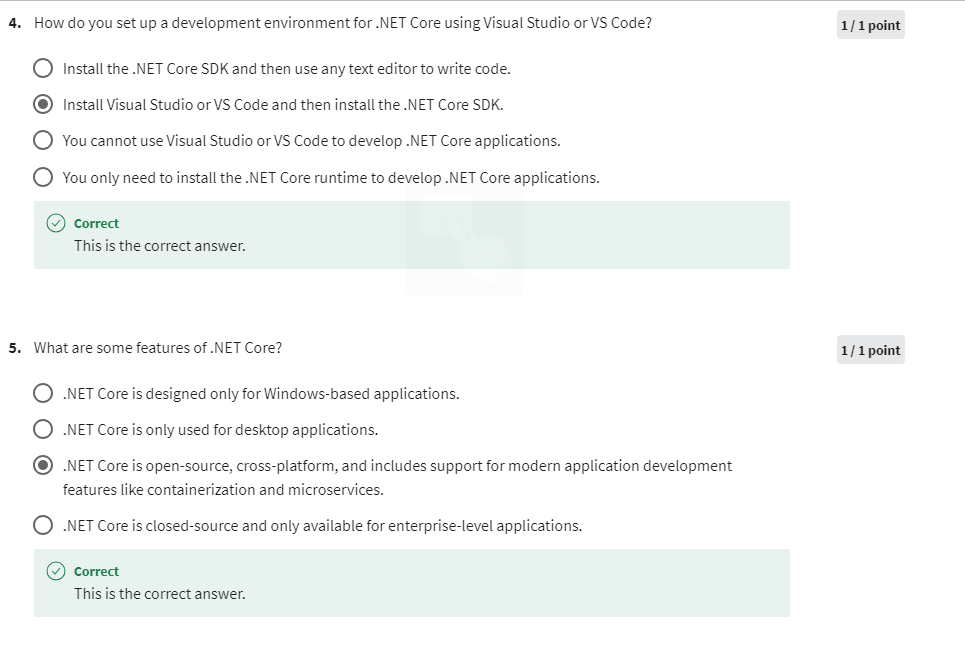 4. How do you set up a development environment for .NET Core using Visual Studio or VS Code?
1 / 1 point
Install the .NET Core SDK and then use any text editor to write code.
Install Visual Studio or VS Code and then install the .NET Core SDK.
You cannot use Visual Studio or VS Code to develop .NET Core applications.
You only need to install the .NET Core runtime to develop .NET Core applications.
Correct
This is the correct answer.
5. What are some features of .NET Core?
1 / 1 point
.NET Core is designed only for Windows-based applications.
.NET Core is only used for desktop applications.
.NET Core is open-source, cross-platform, and includes support for modern application development
features like containerization and microservices.
.NET Core is closed-source and only available for enterprise-level applications.
Correct
This is the correct answer.